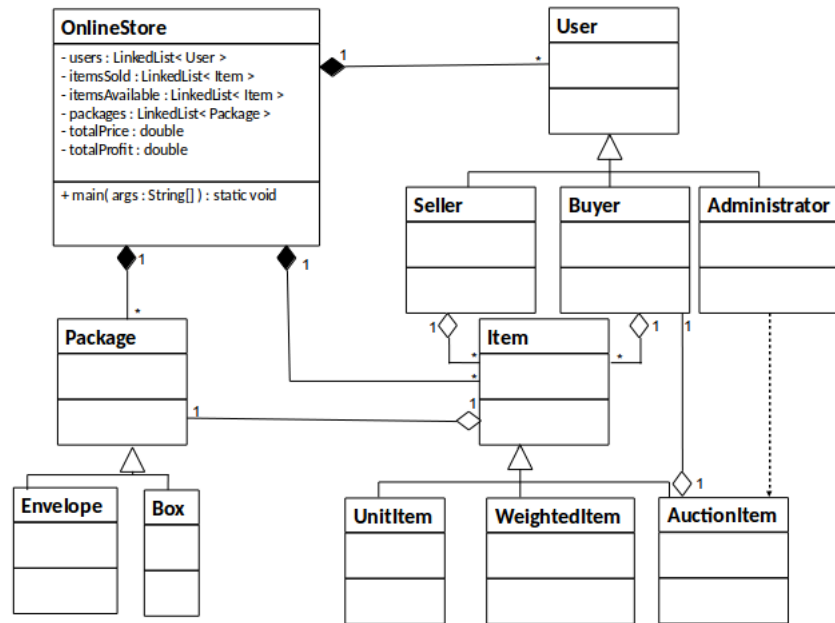 OnlineStore
- users : LinkedList< User >
- itemsSold : LinkedList< Item >
- itemsAvailable : LinkedList< Item >
- packages : LinkedList< Package >
- totalPrice : double
- totalProfit : double
+ main( args : String[] ) : static void
1
*
User
Seller
Buyer
Administrator
1
1
*
1
1
1
Package
Item
*
*
*
1
1
1
Envelope
Box
UnitItem
WeightedItem
AuctionItem